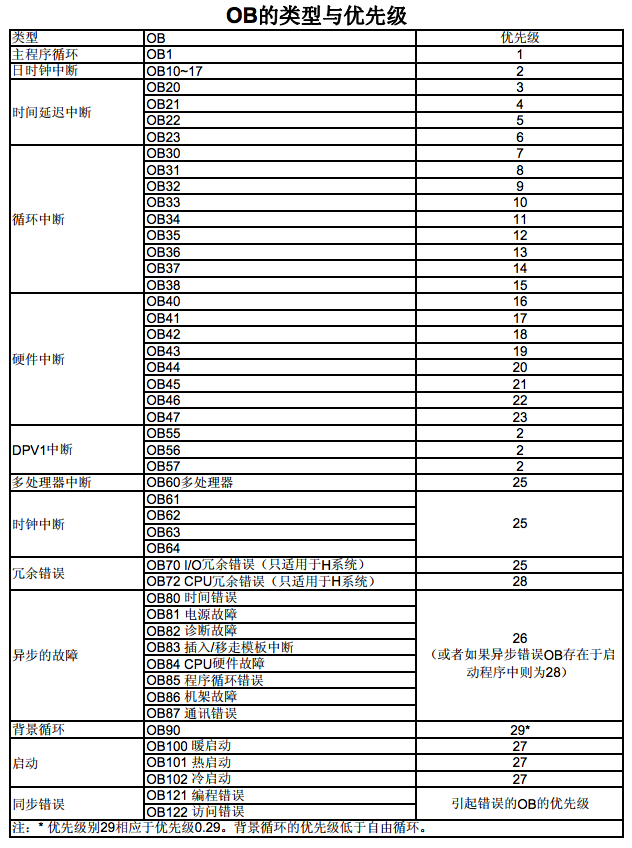 OB的类型与优先级
类型 OB 优先级
主程序循环 OB1 1
日时钟中断 OB10~17 2
时间延迟中断 OB20 3
OB21 4
OB22 5
OB23 6
循环中断 OB30 7
OB31 8
OB32 9
OB33 10
OB34 11
OB35 12
OB36 13
OB37 14
OB38 15
硬件中断 OB40 16
OB41 17
OB42 18
OB43 19
OB44 20
OB45 21
OB46 22
OB47 23
DPV1中断 OB55 2
OB56 2
OB57 2
多处理器中断 OB60多处理器 25
时钟中断 OB61 25
OB62
OB63
OB64
冗余错误 OB70 I/O冗余错误（只适用于H系统） 25
OB72 CPU冗余错误（只适用于H系统） 28
异步的故障 OB80 时间错误
OB81 电源故障
OB82 诊断故障
OB83 插入/移走模板中断
OB84 CPU硬件故障
OB85 程序循环错误
OB86 机架故障
OB87 通讯错误
26
（或者如果异步错误OB存在于启
动程序中则为28）
背景循环 OB90 29*
启动 OB100 暖启动 27
OB101 热启动 27
OB102 冷启动 27
同步错误 OB121 编程错误 引起错误的OB的优先级
OB122 访问错误
注：* 优先级别29相应于优先级0.29。背景循环的优先级低于自由循环。